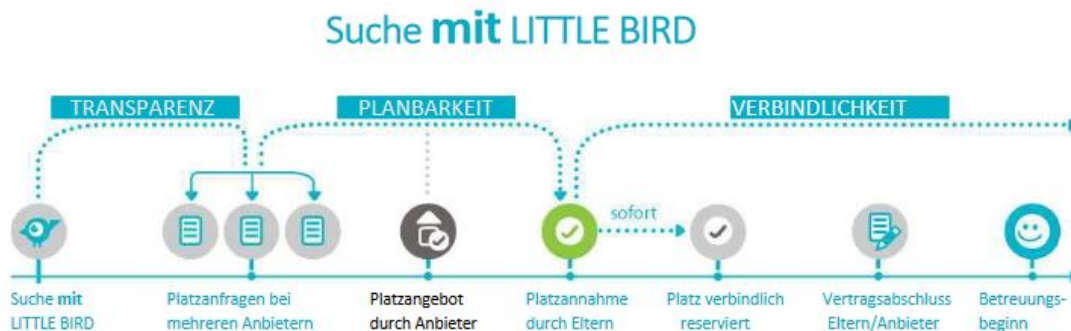 Suche mit LITTLE BIRD
TRANSPARENZ
PLANBARKEIT
VERBINDLICHKEIT
sofort
Suche mit
LITTLE BIRD
Platzanfragen bei
mehreren Anbietern
Platzangebot
durch Anbieter
Platzannahme
durch Eltern
Platz verbindlich
reserviert
Vertragsabschluss
Eltern/Anbieter
Betreuungs-
beginn